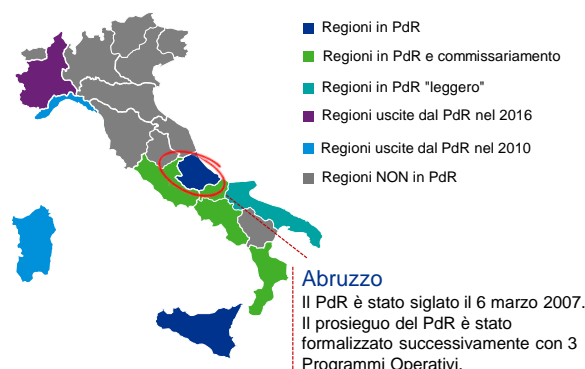 Regioni in PdR
Regioni in PdR e commissariamento
Regioni in PdR "leggero"
Regioni uscite dal PdR nel 2016
Regioni uscite dal PdR nel 2010
Regioni NON in PdR
Abruzzo
Il PdR è stato siglato il 6 marzo 2007.
Il prosieguo del PdR è stato
formalizzato successivamente con 3
Programmi Operativi.